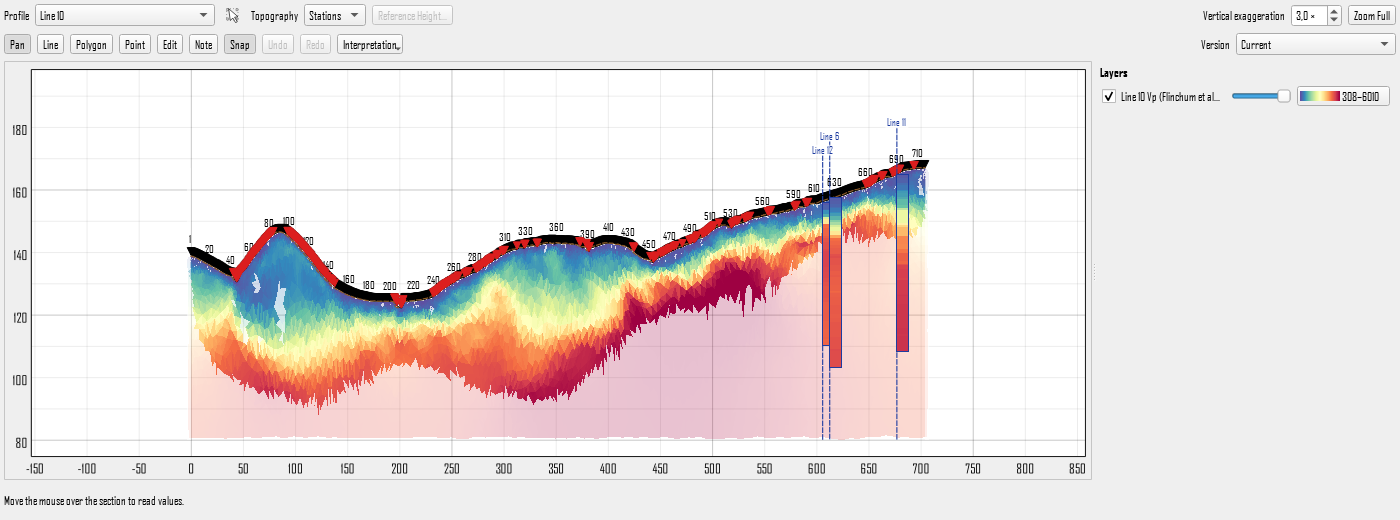 Profile Line 10 Topography Stations Reference Height... Vertical exaggeration 3,0 × Zoom Full
Pan Line Polygon Point Edit Note Snap Undo Redo Interpretation Version Current
Layers
Line 10 Vp (Flinchum et al... 308-6010
Line 11
Line 6
Line 12
180
160
140
120
100
80
1 20 40 60 80 100 20 140 160 180 200 220 240 260 280 310 330 360 390 410 430 450 470 490 510 530 560 590 610 630 660 690 710
-150 -100 -50 0 50 100 150 200 250 300 350 400 450 500 550 600 650 700 750 800 850
Move the mouse over the section to read values.